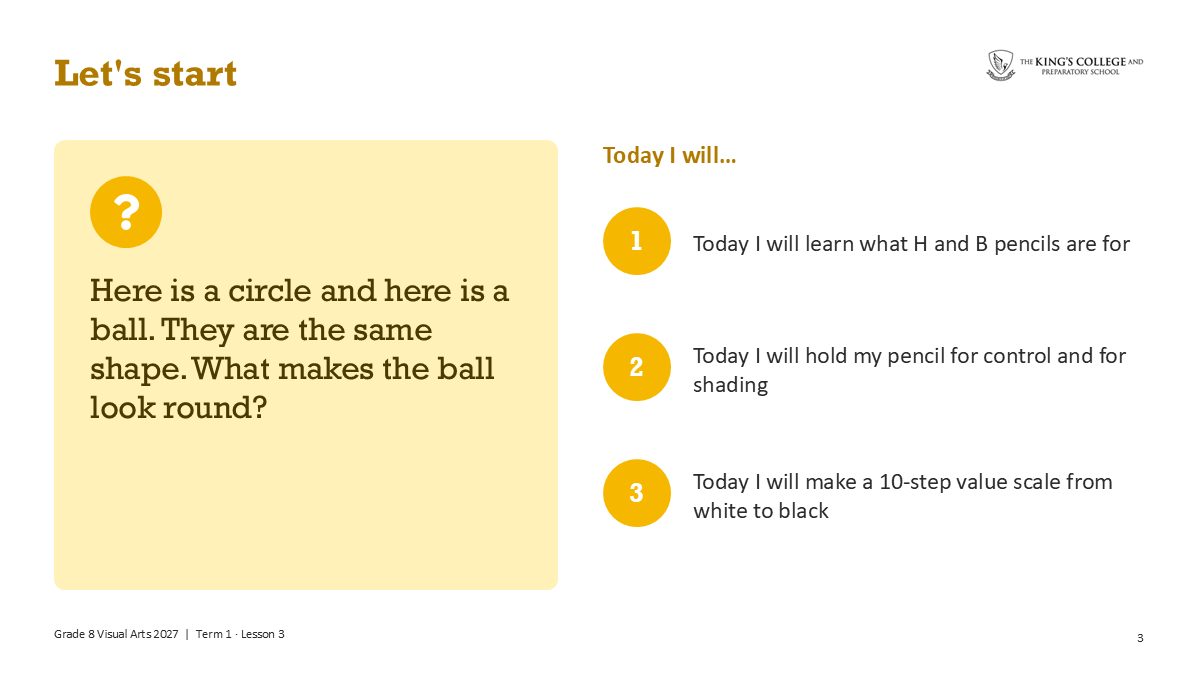 Let's start
THE KING'S COLLEGE AND
PREPARATORY SCHOOL
?
Here is a circle and here is a
ball. They are the same
shape. What makes the ball
look round?
Today I will...
1
Today I will learn what H and B pencils are for
2
Today I will hold my pencil for control and for
shading
3
Today I will make a 10-step value scale from
white to black
Grade 8 Visual Arts 2027 | Term 1 · Lesson 3
3